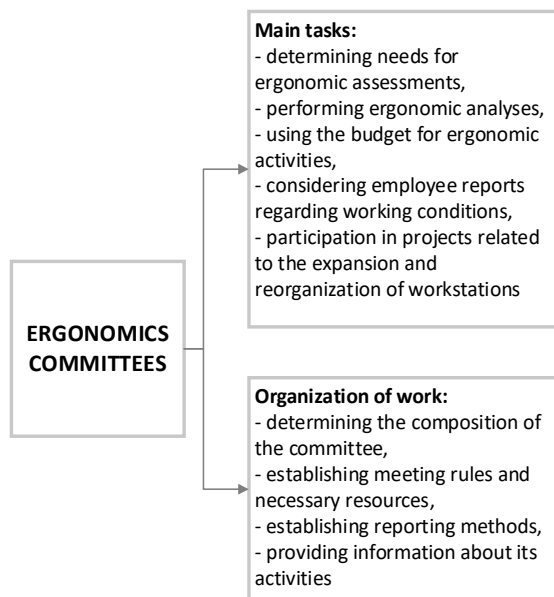 Main tasks:
- determining needs for
ergonomic assessments,
- performing ergonomic analyses,
- using the budget for ergonomic
activities,
- considering employee reports
regarding working conditions,
- participation in projects related
to the expansion and
reorganization of workstations
ERGONOMICS
COMMITTEES
Organization of work:
- determining the composition of
the committee,
- establishing meeting rules and
necessary resources,
- establishing reporting methods,
- providing information about its
activities